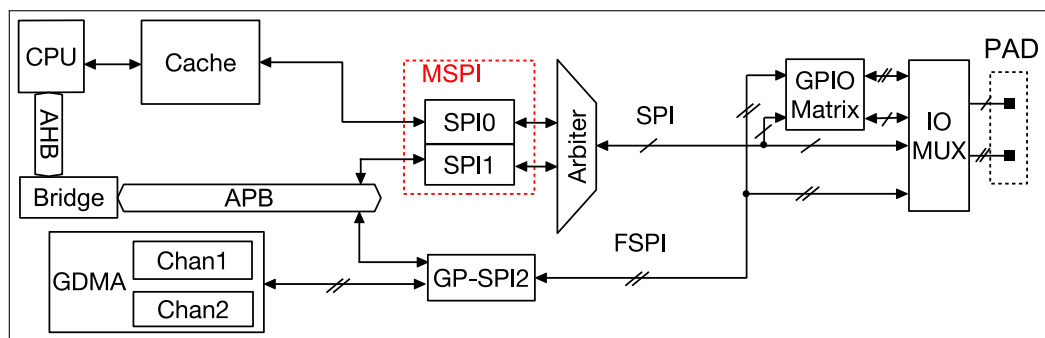 CPU
Cache
MSPI
SPI0
SPI1
Arbiter
SPI
GPIO
Matrix
IO
MUX
PAD
AHB
Bridge
APB
GDMA
Chan1
Chan2
GP-SPI2
FSPI